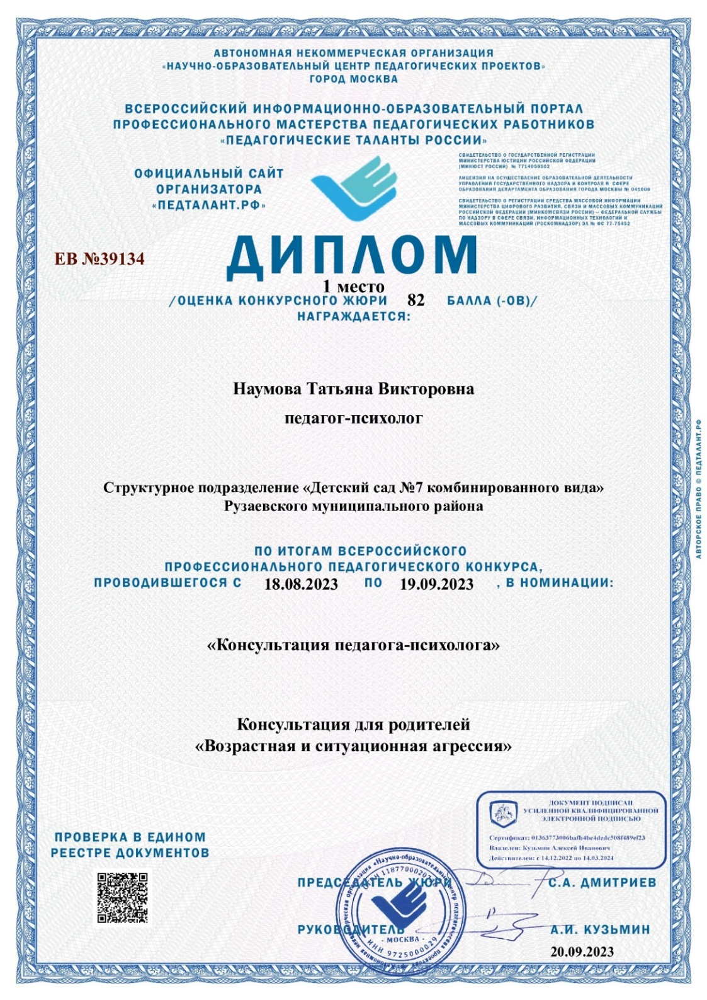 АВТОНОМНАЯ НЕКОММЕРЧЕСКАЯ ОРГАНИЗАЦИЯ
«НАУЧНО-ОБРАЗОВАТЕЛЬНЫЙ ЦЕНТР ПЕДАГОГИЧЕСКИХ ПРОЕКТОВ»
ГОРОД МОСКВА
ВСЕРОССИЙСКИЙ ИНФОРМАЦИОННО-ОБРАЗОВАТЕЛЬНЫЙ ПОРТАЛ
ПРОФЕССИОНАЛЬНОГО МАСТЕРСТВА ПЕДАГОГИЧЕСКИХ РАБОТНИКОВ
«ПЕДАГОГИЧЕСКИЕ ТАЛАНТЫ РОССИИ»
ОФИЦИАЛЬНЫЙ САЙТ
ОРГАНИЗАТОРА
«ПЕДТАЛАНТ.РФ»
СВИДЕТЕЛЬСТВО О ГОСУДАРСТВЕННОЙ РЕГИСТРАЦИИ
МИНИСТЕРСТВА ЮСТИЦИИ РОССИЙСКОЙ ФЕДЕРАЦИИ
(МИНЮСТ РОССИИ) № 7714058502
ЛИЦЕНЗИЯ НА ОСУЩЕСТВЛЕНИЕ ОБРАЗОВАТЕЛЬНОЙ ДЕЯТЕЛЬНОСТИ
УПРАВЛЕНИЯ ГОСУДАРСТВЕННОГО НАДЗОРА И КОНТРОЛЯ В СФЕРЕ
ОБРАЗОВАНИЯ ДЕПАРТАМЕНТА ОБРАЗОВАНИЯ ГОРОДА МОСКВЫ № 041006
СВИДЕТЕЛЬСТВО О РЕГИСТРАЦИИ СРЕДСТВА МАССОВОЙ ИНФОРМАЦИИ
МИНИСТЕРСТВА ЦИФРОВОГО РАЗВИТИЯ, СВЯЗИ И МАССОВЫХ КОММУНИКАЦИЙ
РОССИЙСКОЙ ФЕДЕРАЦИИ (МИНКОМСВЯЗИ РОССИИ) – ФЕДЕРАЛЬНОЙ СЛУЖБЫ
ПО НАДЗОРУ В СФЕРЕ СВЯЗИ, ИНФОРМАЦИОННЫХ ТЕХНОЛОГИЙ И
МАССОВЫХ КОММУНИКАЦИЙ (РОСКОМНАДЗОР) ЭЛ № ФС 77-75452
ЕВ №39134
ДИПЛОМ
1 место
/ОЦЕНКА КОНКУРСНОГО ЖЮРИ 82 БАЛЛА (-ОВ)/
НАГРАЖДАЕТСЯ:
Наумова Татьяна Викторовна
педагог-психолог
Структурное подразделение «Детский сад №7 комбинированного вида»
Рузаевского муниципального района
ПО ИТОГАМ ВСЕРОССИЙСКОГО
ПРОФЕССИОНАЛЬНОГО ПЕДАГОГИЧЕСКОГО КОНКУРСА,
ПРОВОДИВШЕГОСЯ С 18.08.2023 ПО 19.09.2023 , В НОМИНАЦИИ:
«Консультация педагога-психолога»
Консультация для родителей
«Возрастная и ситуационная агрессия»
ДОКУМЕНТ ПОДПИСАН
УСИЛЕННОЙ КВАЛИФИЦИРОВАННОЙ
ЭЛЕКТРОННОЙ ПОДПИСЬЮ
Сертификат: 01363773006bafb4be4dedc508f489ef23
Владелец: Кузьмин Алексей Иванович
Действителен: с 14.12.2022 по 14.03.2024
ПРОВЕРКА В ЕДИНОМ
РЕЕСТРЕ ДОКУМЕНТОВ
ПРЕДСЕДАТЕЛЬ ЖЮРИ С.А. ДМИТРИЕВ
РУКОВОДИТЕЛЬ А.И. КУЗЬМИН
20.09.2023
- МОСКВА -
ИНН 9725000029
АВТОРСКОЕ ПРАВО © ПЕДТАЛАНТ.РФ